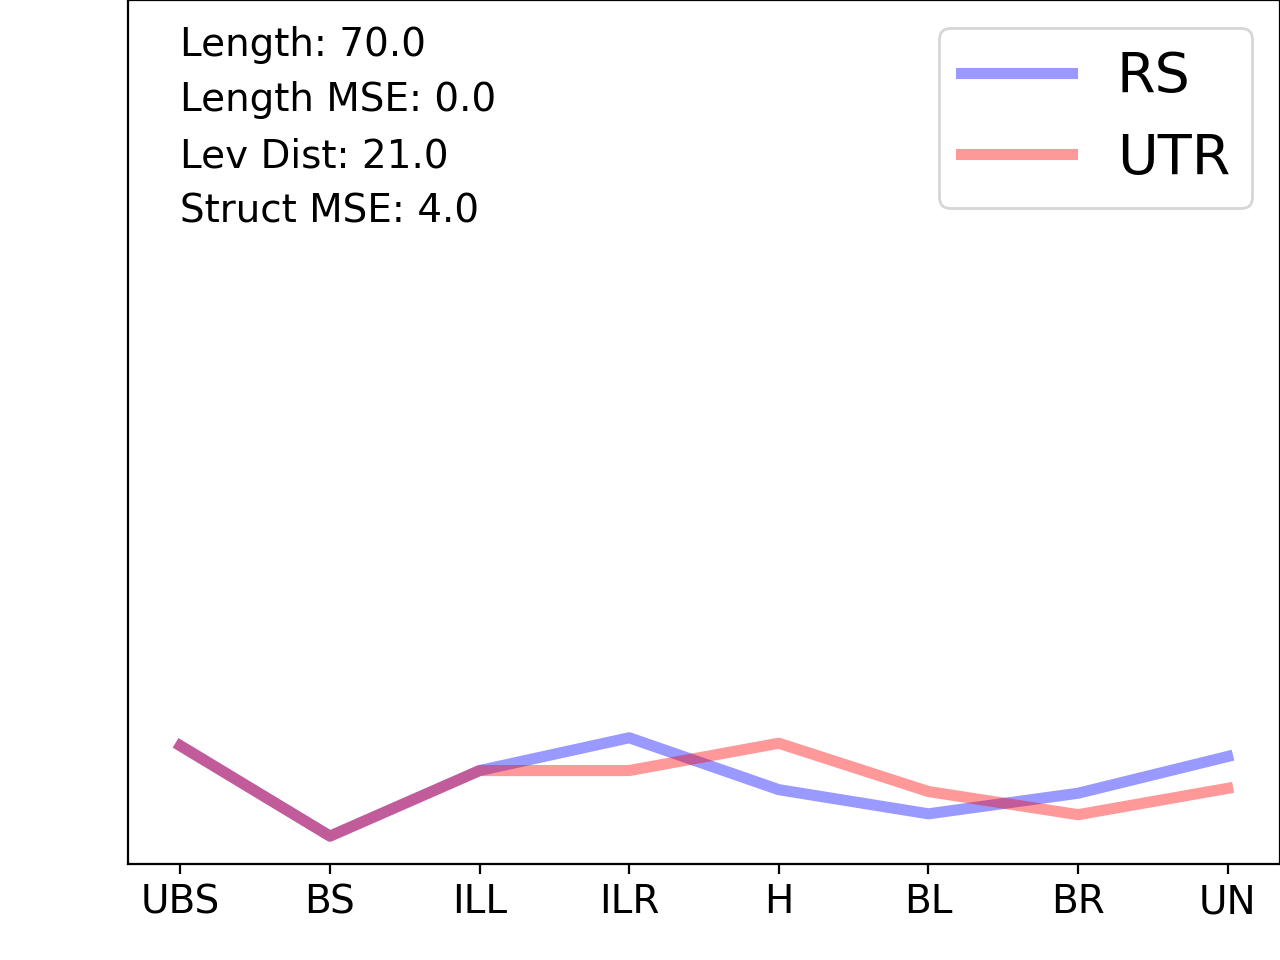 Length: 70.0
Length MSE: 0.0
Lev Dist: 21.0
Struct MSE: 4.0
RS
UTR
UBS BS ILL ILR H BL BR UN